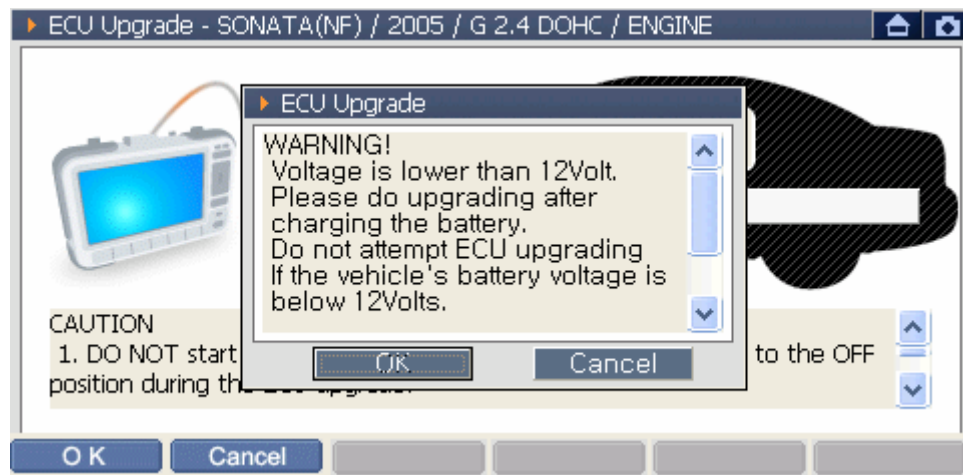 ECU Upgrade - SONATA(NF) / 2005 / G 2.4 DOHC / ENGINE
ECU Upgrade
WARNING!
Voltage is lower than 12Volt.
Please do upgrading after
charging the battery.
Do not attempt ECU upgrading
If the vehicle's battery voltage is
below 12Volts.
OK Cancel
CAUTION
1. DO NOT start to the OFF
position during the
O K Cancel